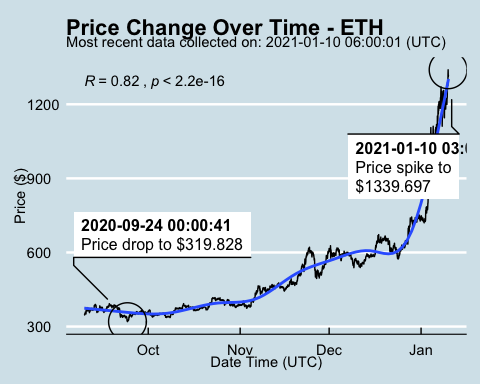 Price Change Over Time - ETH
Most recent data collected on: 2021-01-10 06:00:01 (UTC)
R = 0.82 , p < 2.2e-16
1200
900
600
300
Price ($)
2021-01-10 03:
Price spike to
$1339.697
2020-09-24 00:00:41
Price drop to $319.828
Oct
Nov
Dec
Jan
Date Time (UTC)